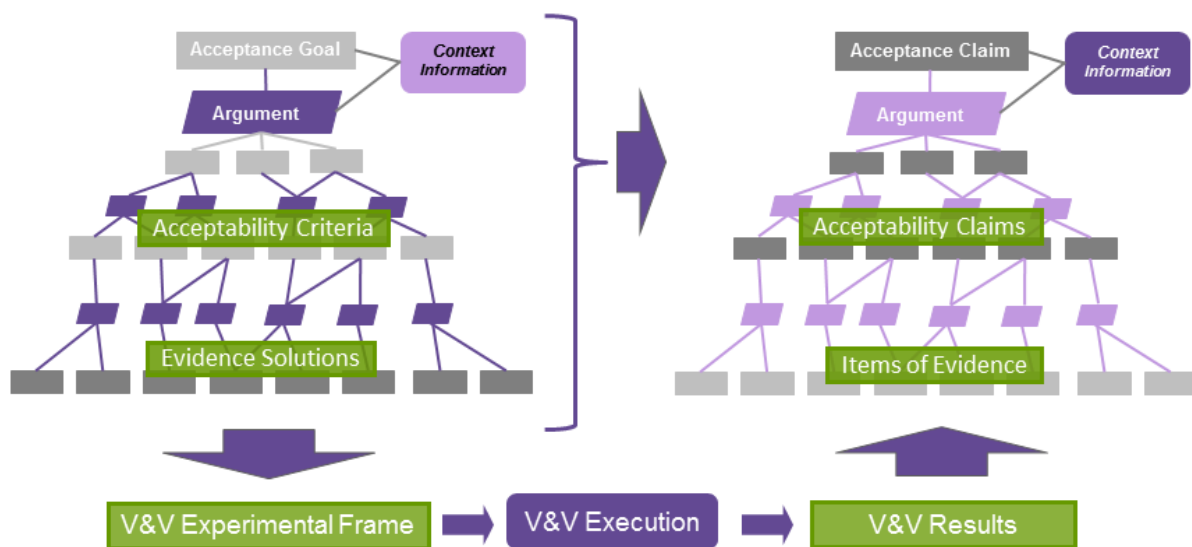 Acceptance Goal
Context
Information
Argument
Acceptability Criteria
Evidence Solutions
Acceptance Claim
Context
Information
Argument
Acceptability Claims
Items of Evidence
V&V Experimental Frame
V&V Execution
V&V Results